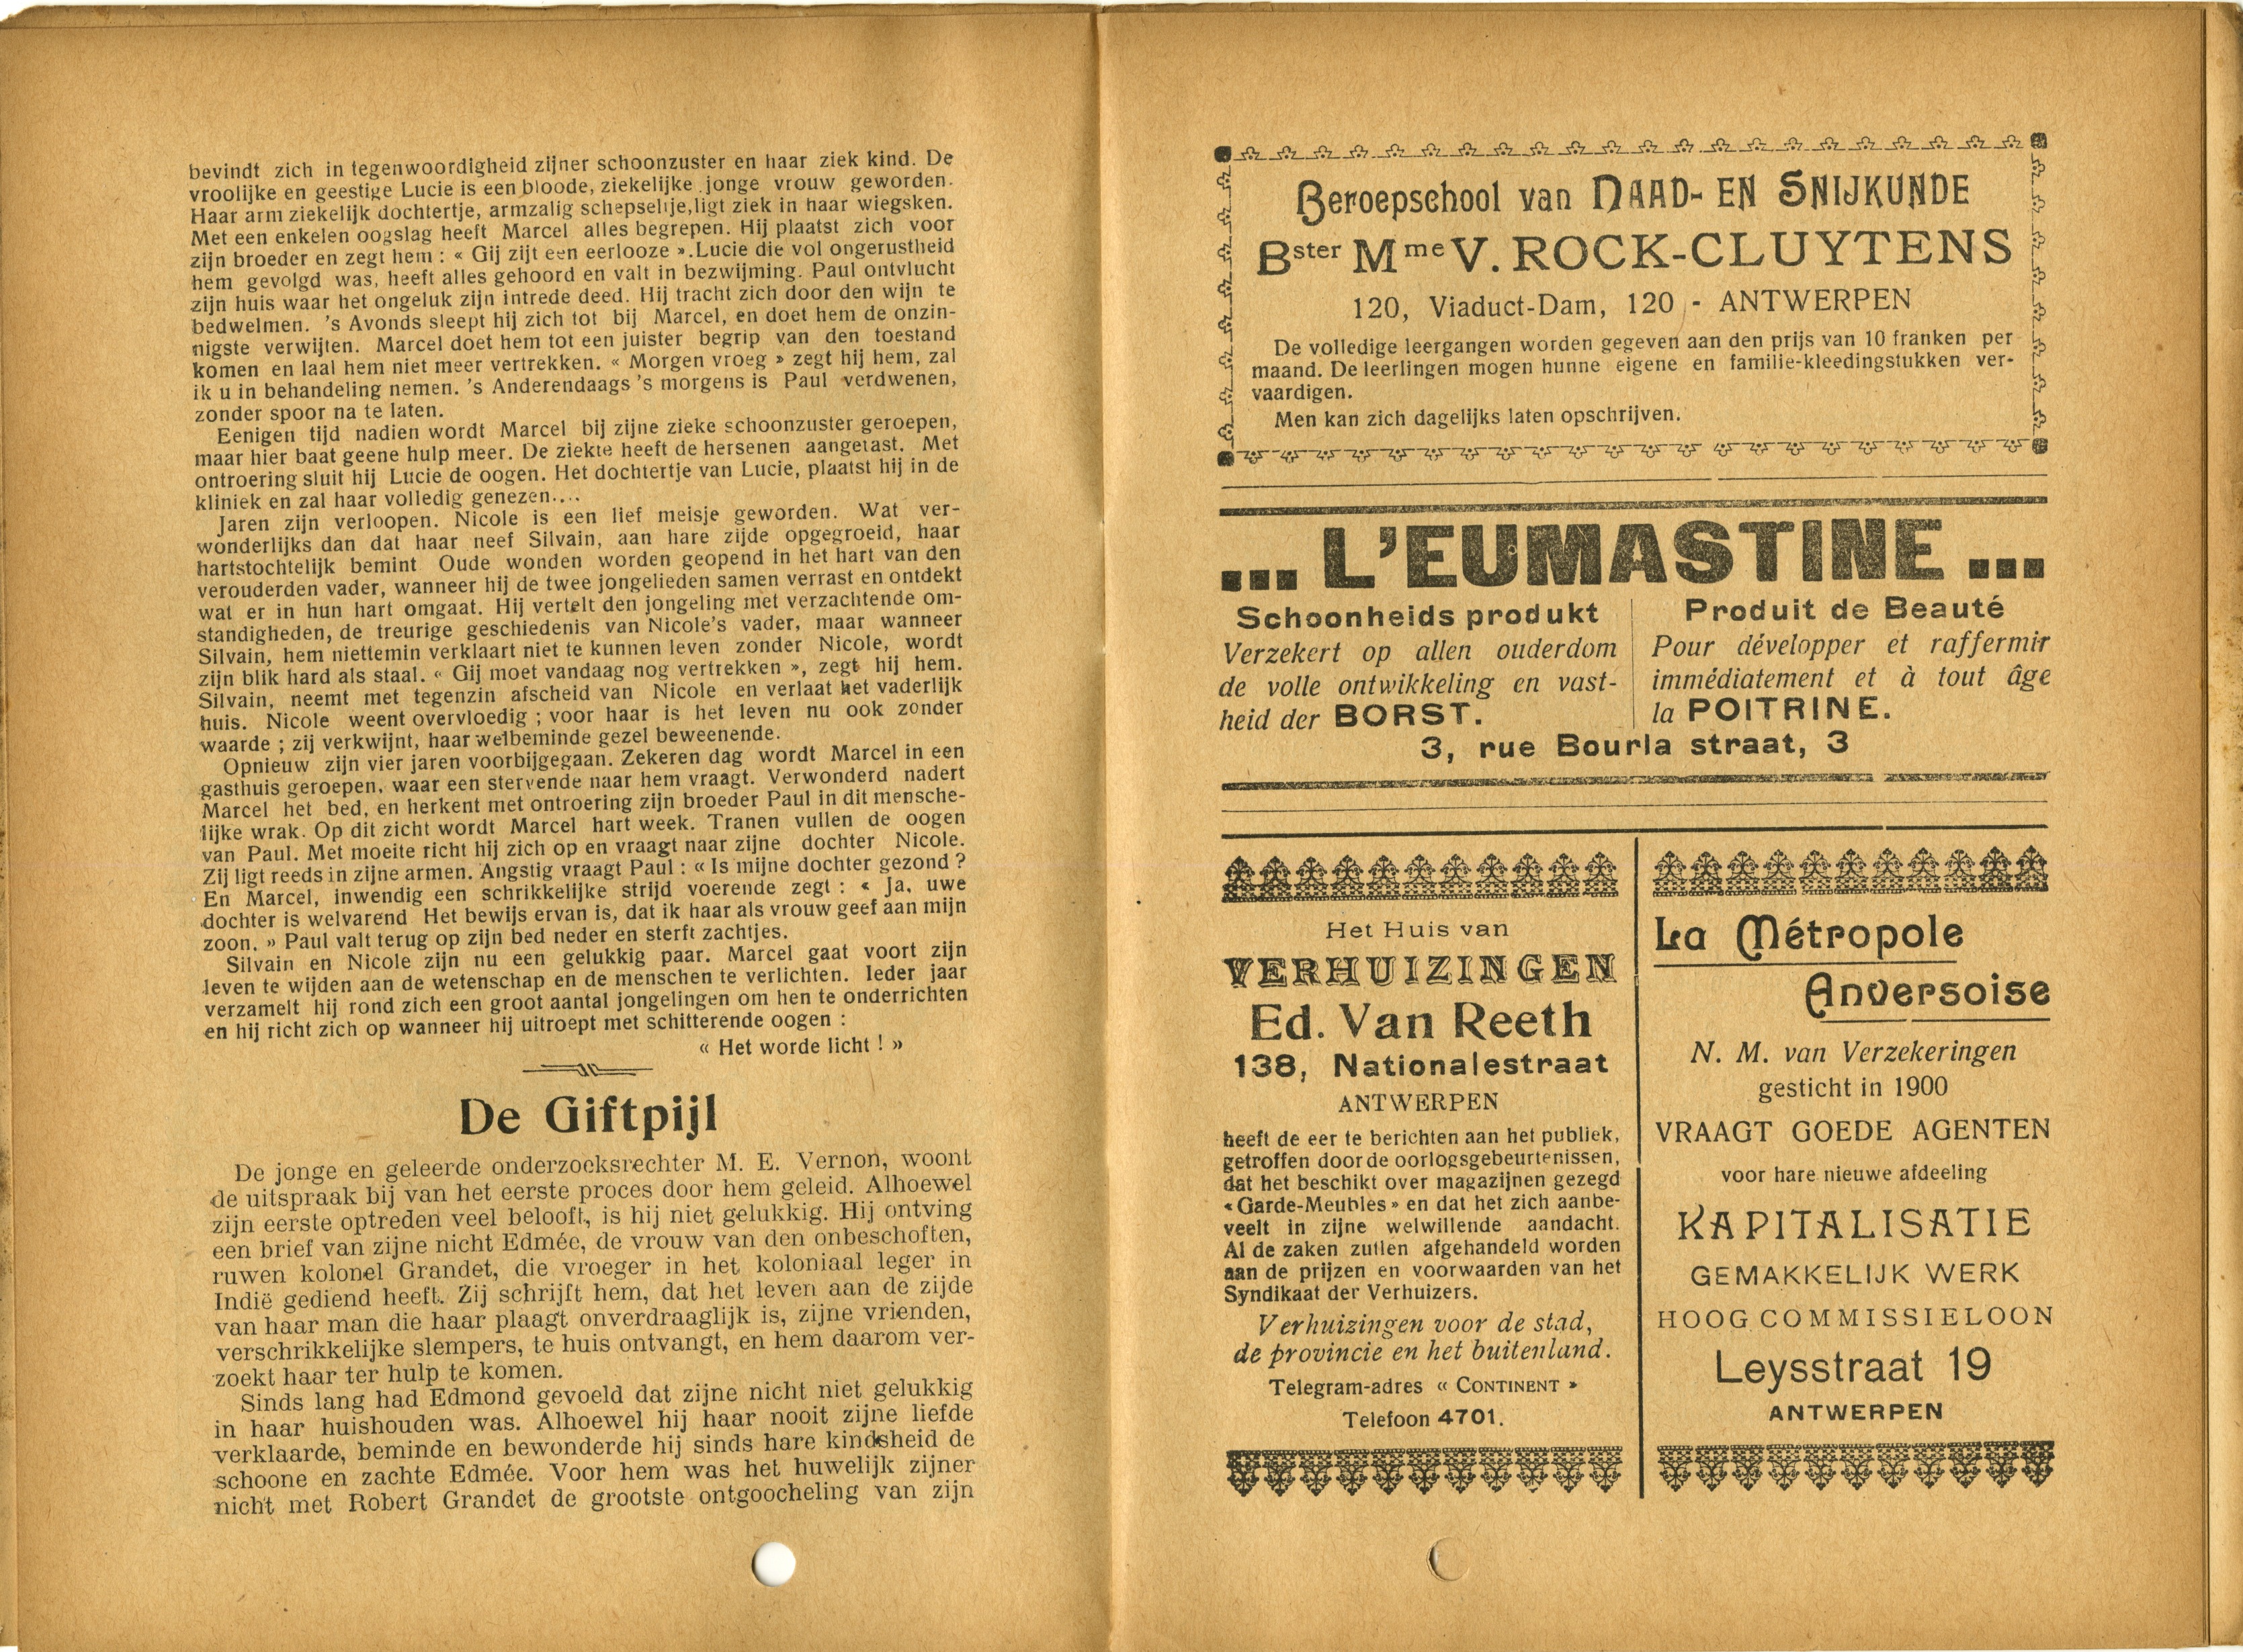 bevindt zich in tegenwoordigheid zijner schoonzuster en haar ziek kind. De
vroolijke en geestige Lucie is een bloode, ziekelijke jonge vrouw geworden.
Haar arm ziekelijk dochtertje, armzalig schepseltje, ligt ziek in haar wiegsken.
Met een enkelen oogslag heeft Marcel alles begrepen. Hij plaatst zich voor
zijn broeder en zegt hem : « Gij zijt een eerlooze ». Lucie die vol ongerustheid
hem gevolgd was, heeft alles gehoord en valt in bezwijming. Paul ontvlucht
zijn huis waar het ongeluk zijn intrede deed. Hij tracht zich door den wijn te
bedwelmen. 's Avonds sleept hij zich tot bij Marcel, en doet hem de onzin-
nigste verwijten. Marcel doet hem tot een juister begrip van den toestand
komen en laal hem niet meer vertrekken. « Morgen vroeg » zegt hij hem, zal
ik u in behandeling nemen. 's Anderendaags 's morgens is Paul verdwenen,
zonder spoor na te laten.
Eenigen tijd nadien wordt Marcel bij zijne zieke schoonzuster geroepen,
maar hier baat geene hulp meer. De ziekte heeft de hersenen aangetast. Met
ontroering sluit hij Lucie de oogen. Het dochtertje van Lucie, plaatst hij in de
kliniek en zal haar volledig genezen....
Jaren zijn verloopen. Nicole is een lief meisje geworden. Wat ver-
wonderlijks dan dat haar neef Silvain, aan hare zijde opgegroeid, haar
hartstochtelijk bemint Oude wonden worden geopend in het hart van den
verouderden vader, wanneer hij de twee jongelieden samen verrast en ontdekt
wat er in hun hart omgaat. Hij vertelt den jongeling met verzachtende om-
standigheden, de treurige geschiedenis van Nicole's vader, maar wanneer
Silvain, hem niettemin verklaart niet te kunnen leven zonder Nicole, wordt
zijn blik hard als staal. « Gij moet vandaag nog vertrekken », zegt hij hem.
Silvain, neemt met tegenzin afscheid van Nicole en verlaat het vaderlijk
huis. Nicole weent overvloedig ; voor haar is het leven nu ook zonder
waarde ; zij verkwijnt, haar welbeminde gezel beweenende.
Opnieuw zijn vier jaren voorbijgegaan. Zekeren dag wordt Marcel in een
gasthuis geroepen, waar een stervende naar hem vraagt. Verwonderd nadert
Marcel het bed, en herkent met ontroering zijn broeder Paul in dit mensche-
lijke wrak. Op dit zicht wordt Marcel hart week. Tranen vullen de oogen
van Paul. Met moeite richt hij zich op en vraagt naar zijne dochter Nicole.
Zij ligt reeds in zijne armen. Angstig vraagt Paul : « Is mijne dochter gezond ?
En Marcel, inwendig een schrikkelijke strijd voerende zegt : « Ja, uwe
dochter is welvarend Het bewijs ervan is, dat ik haar als vrouw geef aan mijn
zoon. » Paul valt terug op zijn bed neder en sterft zachtjes.
Silvain en Nicole zijn nu een gelukkig paar. Marcel gaat voort zijn
leven te wijden aan de wetenschap en de menschen te verlichten. Ieder jaar
verzamelt hij rond zich een groot aantal jongelingen om hen te onderrichten
en hij richt zich op wanneer hij uitroept met schitterende oogen :
« Het worde licht ! »
De Giftpijl
De jonge en geleerde onderzoeksrechter M. E. Vernon, woont
de uitspraak bij van het eerste proces door hem geleid. Alhoewel
zijn eerste optreden veel belooft, is hij niet gelukkig. Hij ontving
een brief van zijne nicht Edmée, de vrouw van den onbeschoften,
ruwen kolonel Grandet, die vroeger in het koloniaal leger in
Indië gediend heeft. Zij schrijft hem, dat het leven aan de zijde
van haar man die haar plaagt onverdraaglijk is, zijne vrienden,
verschrikkelijke slempers, te huis ontvangt, en hem daarom ver-
zoekt haar ter hulp te komen.
Sinds lang had Edmond gevoeld dat zijne nicht niet gelukkig
in haar huishouden was. Alhoewel hij haar nooit zijne liefde
verklaarde, beminde en bewonderde hij sinds hare kindsheid de
schoone en zachte Edmée. Voor hem was het huwelijk zijner
nicht met Robert Grandet de grootste ontgoocheling van zijn
Beroepschool van NAAD- EN SNIJKUNDE
Bster Mme V. ROCK-CLUYTENS
120, Viaduct-Dam, 120 - ANTWERPEN
De volledige leergangen worden gegeven aan den prijs van 10 franken per
maand. De leerlingen mogen hunne eigene en familie-kleedingstukken ver-
vaardigen.
Men kan zich dagelijks laten opschrijven.
... L'EUMASTINE ...
Schoonheids produkt
Verzekert op allen ouderdom
de volle ontwikkeling en vast-
heid der BORST.
Produit de Beauté
Pour développer et raffermir
immédiatement et à tout âge
la POITRINE.
3, rue Bourla straat, 3
Het Huis van
VERHUIZINGEN
Ed. Van Reeth
138, Nationalestraat
ANTWERPEN
heeft de eer te berichten aan het publiek,
getroffen door de oorlogsgebeurtenissen,
dat het beschikt over magazijnen gezegd
« Garde-Meubles » en dat het zich aanbe-
veelt in zijne welwillende aandacht.
Al de zaken zullen afgehandeld worden
aan de prijzen en voorwaarden van het
Syndikaat der Verhuizers.
Verhuizingen voor de stad,
de provincie en het buitenland.
Telegram-adres « CONTINENT »
Telefoon 4701.
La Métropole
Anversoise
N. M. van Verzekeringen
gesticht in 1900
VRAAGT GOEDE AGENTEN
voor hare nieuwe afdeeling
KAPITALISATIE
GEMAKKELIJK WERK
HOOG COMMISSIELOON
Leysstraat 19
ANTWERPEN